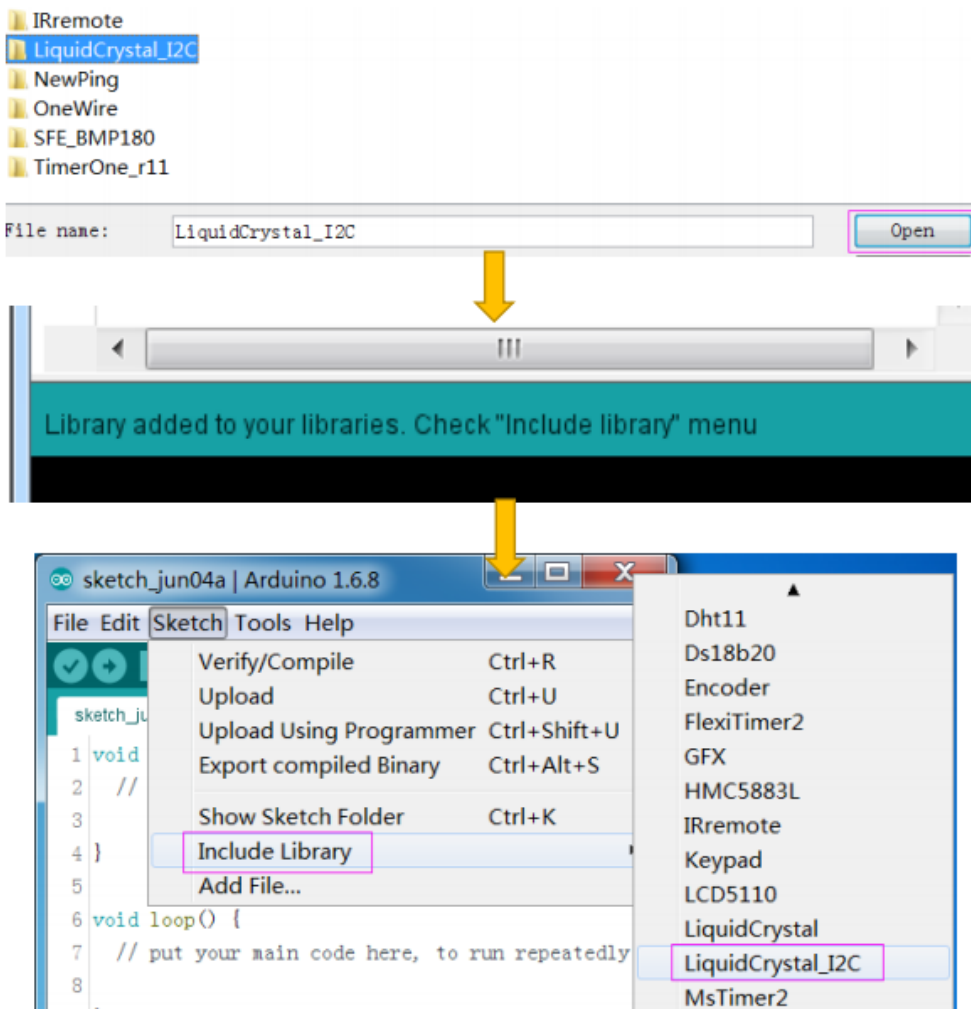 IRremote
LiquidCrystal_I2C
NewPing
OneWire
SFE_BMP180
TimerOne_r11
File name: LiquidCrystal_I2C Open
Library added to your libraries. Check "Include library" menu
sketch_jun04a | Arduino 1.6.8
File Edit Sketch Tools Help
Verify/Compile Ctrl+R
Upload Ctrl+U
Upload Using Programmer Ctrl+Shift+U
Export compiled Binary Ctrl+Alt+S
Show Sketch Folder Ctrl+K
Include Library
Add File...
sketch_ju
1 void
2 //
3
4 }
5
6 void loop() {
7 // put your main code here, to run repeatedly
8
Dht11
Ds18b20
Encoder
FlexiTimer2
GFX
HMC5883L
IRremote
Keypad
LCD5110
LiquidCrystal
LiquidCrystal_I2C
MsTimer2